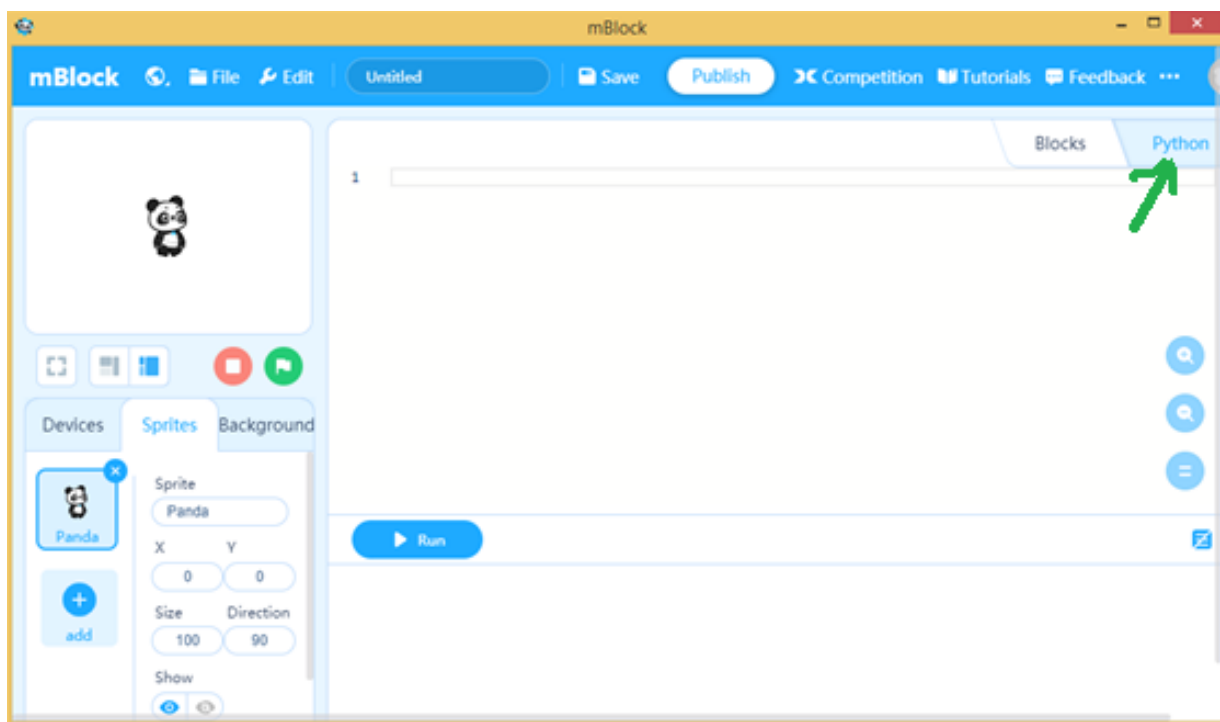 mBlock
mBlock File Edit Untitled Save Publish Competition Tutorials Feedback ...
Blocks Python
1
Devices Sprites Background
Sprite
Panda
Panda
X Y
0 0
add
Size Direction
100 90
Show
Run